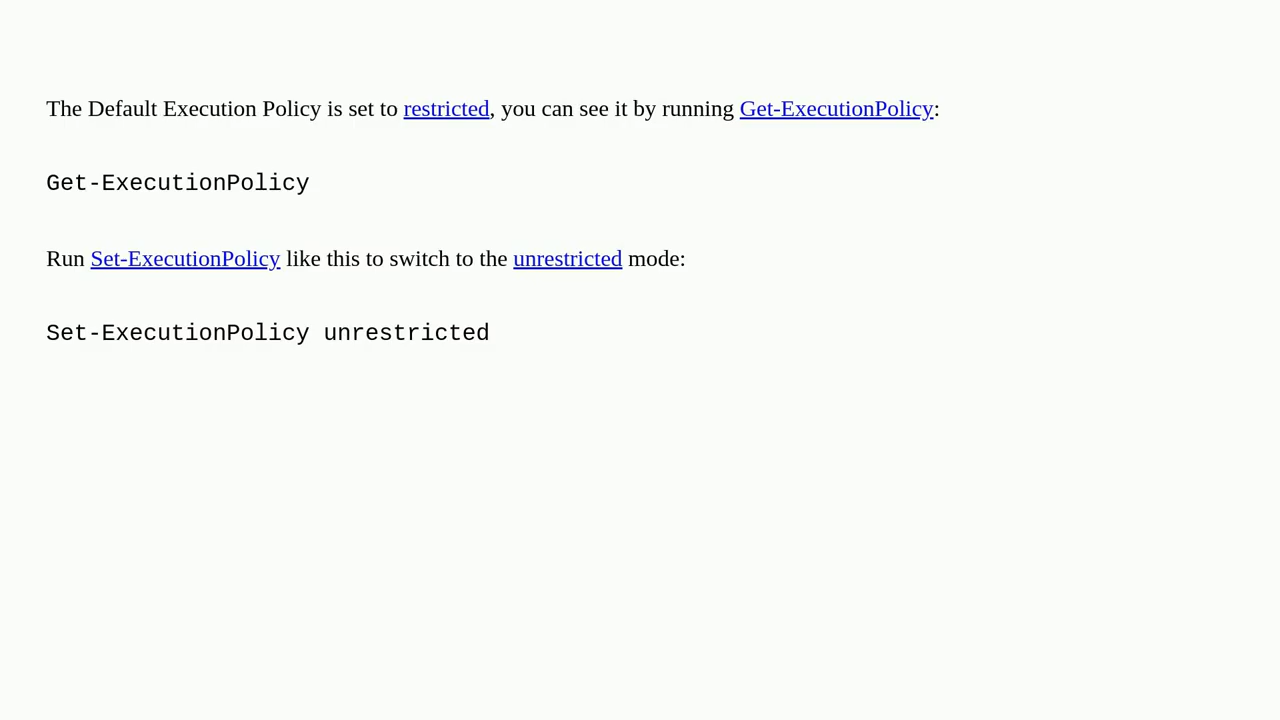 The Default Execution Policy is set to restricted, you can see it by running Get-ExecutionPolicy:
Get-ExecutionPolicy
Run Set-ExecutionPolicy like this to switch to the unrestricted mode:
Set-ExecutionPolicy unrestricted